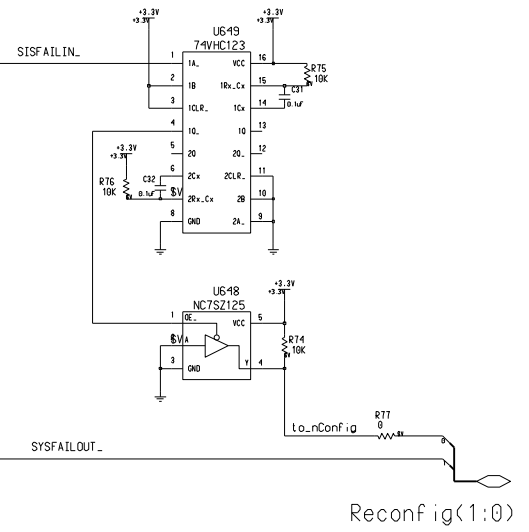 +3.3V
+3.3V
+3.3V
+3.3V
U649
74VHC123
SISFAILIN_
1
1A_
VCC
16
R75
10K
2
1B
1Rx_Cx
15
C31
0.1uF
3
1CLR_
1Cx
14
4
1Q_
1Q
13
+3.3V
+3.3V
5
2Q
2Q_
12
6
2Cx
2CLR_
11
R76
10K
C32
0.1uF
2Rx_Cx
2B
10
8
GND
2A_
9
+3.3V
+3.3V
U648
NC7SZ125
1
OE_
VCC
5
A
R74
10K
3
GND
Y
4
to_nConfig
R77
0
0
SYSFAILOUT_
1
Reconfig(1:0)